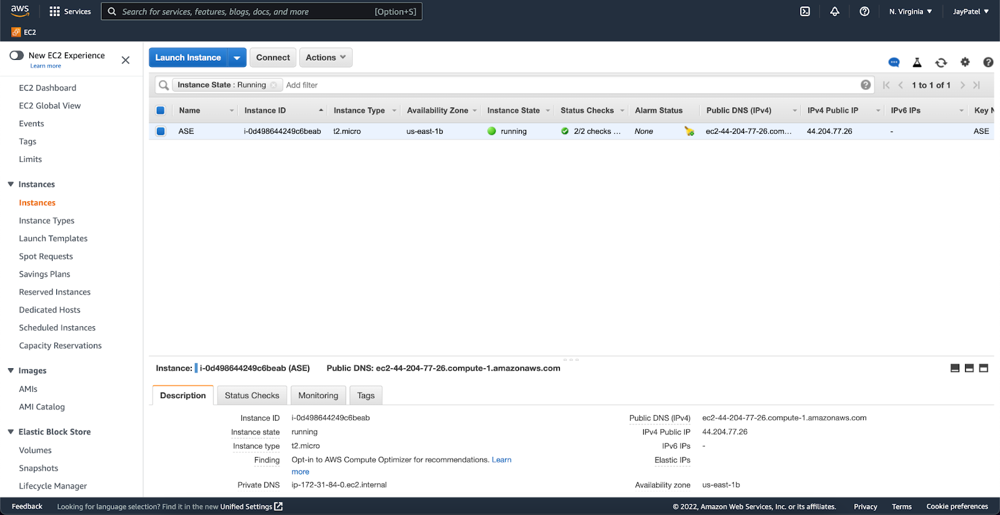 aws Services Search for services, features, blogs, docs, and more [Option+S] N. Virginia JayPatel
EC2
New EC2 Experience
Learn more
EC2 Dashboard
EC2 Global View
Events
Tags
Limits
Instances
Instances
Instance Types
Launch Templates
Spot Requests
Savings Plans
Reserved Instances
Dedicated Hosts
Scheduled Instances
Capacity Reservations
Images
AMIs
AMI Catalog
Elastic Block Store
Volumes
Snapshots
Lifecycle Manager
Launch Instance Connect Actions
Instance State : Running Add filter 1 to 1 of 1
Name Instance ID Instance Type Availability Zone Instance State Status Checks Alarm Status Public DNS (IPv4) IPv4 Public IP IPv6 IPs Key N
ASE i-0d498644249c6beab t2.micro us-east-1b running 2/2 checks ... None ec2-44-204-77-26.com... 44.204.77.26 - ASE
Instance: i-0d498644249c6beab (ASE) Public DNS: ec2-44-204-77-26.compute-1.amazonaws.com
Description Status Checks Monitoring Tags
Instance ID i-0d498644249c6beab Public DNS (IPv4) ec2-44-204-77-26.compute-1.amazonaws.com
Instance state running IPv4 Public IP 44.204.77.26
Instance type t2.micro IPv6 IPs -
Finding Opt-in to AWS Compute Optimizer for recommendations. Learn more Elastic IPs
Private DNS ip-172-31-84-0.ec2.internal Availability zone us-east-1b
Feedback Looking for language selection? Find it in the new Unified Settings © 2022, Amazon Web Services, Inc. or its affiliates. Privacy Terms Cookie preferences